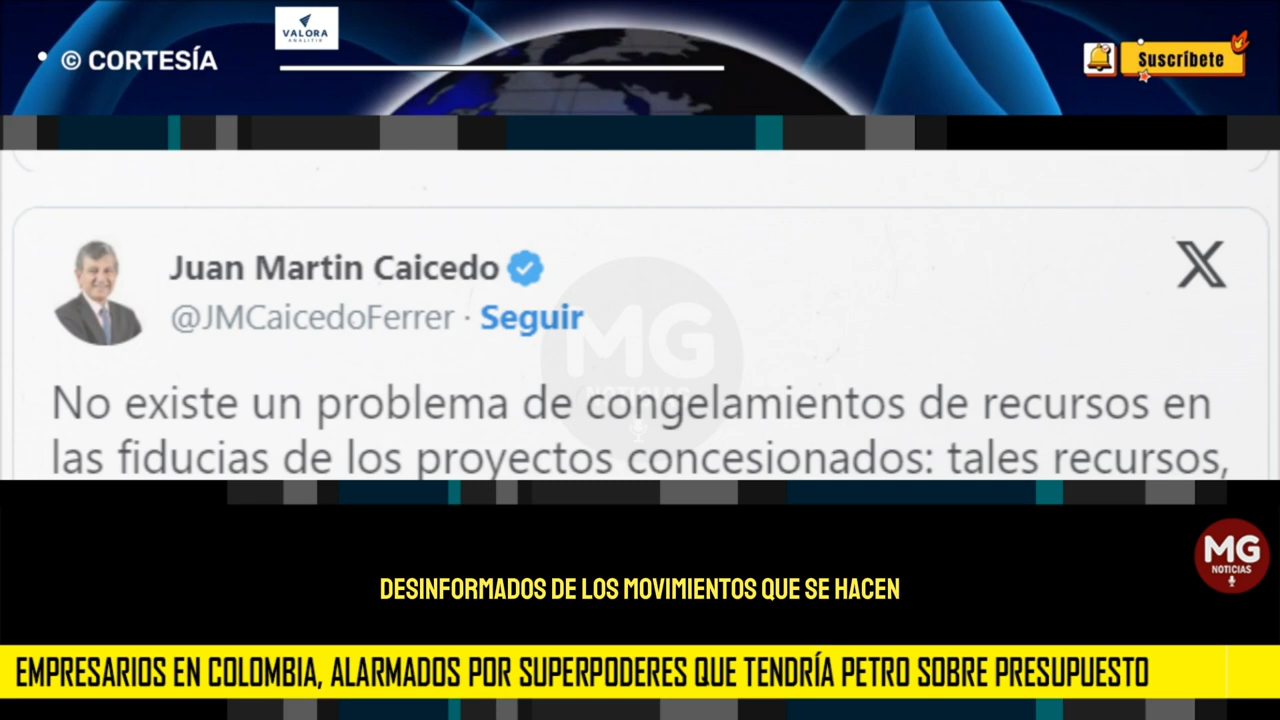 VALORA
ANALITIK
© CORTESÍA
Suscríbete
Juan Martin Caicedo
@JMCaicedoFerrer · Seguir
MG
NOTICIAS
No existe un problema de congelamientos de recursos en
las fiducias de los proyectos concesionados: tales recursos,
MG
NOTICIAS
DESINFORMADOS DE LOS MOVIMIENTOS QUE SE HACEN
EMPRESARIOS EN COLOMBIA, ALARMADOS POR SUPERPODERES QUE TENDRÍA PETRO SOBRE PRESUPUESTO